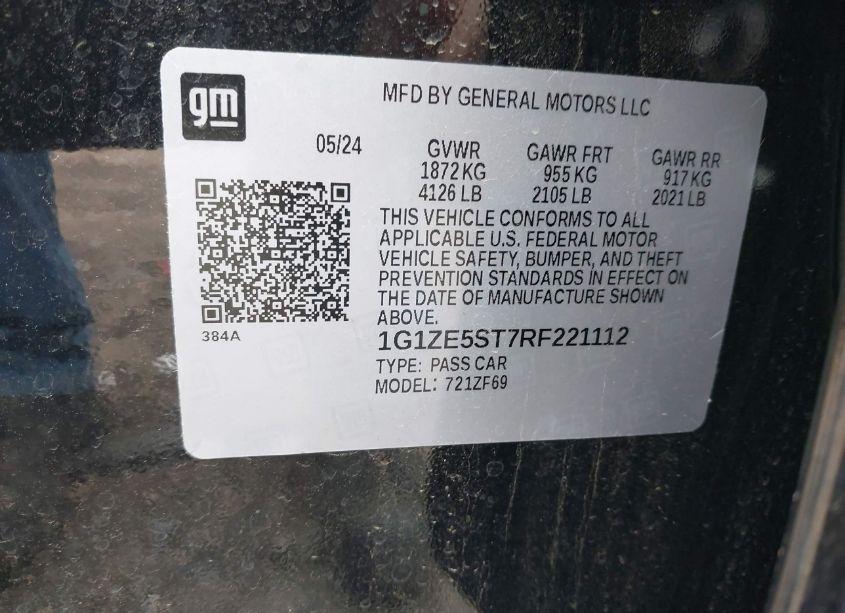 gm
MFD BY GENERAL MOTORS LLC
05/24 GVWR GAWR FRT GAWR RR
1872 KG 955 KG 917 KG
4126 LB 2105 LB 2021 LB
THIS VEHICLE CONFORMS TO ALL
APPLICABLE U.S. FEDERAL MOTOR
VEHICLE SAFETY, BUMPER, AND THEFT
PREVENTION STANDARDS IN EFFECT ON
THE DATE OF MANUFACTURE SHOWN
ABOVE.
384A
1G1ZE5ST7RF221112
TYPE: PASS CAR
MODEL: 721ZF69